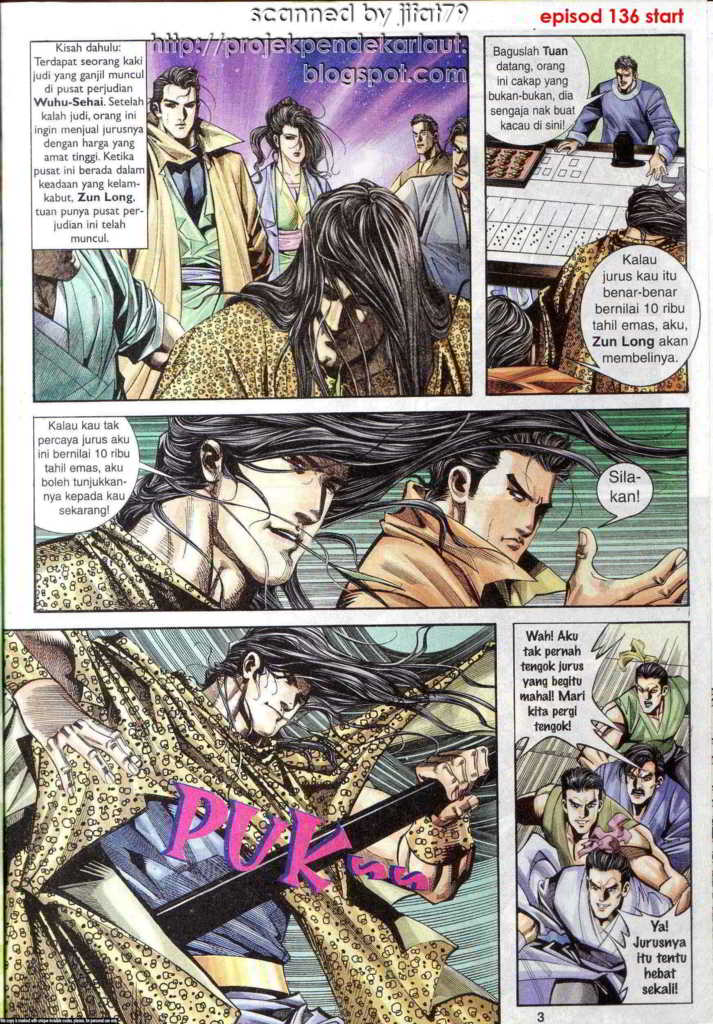 scanned by jifat79
episod 136 start
http://projekpendekarlaut.
blogspot.com
Kisah dahulu:
Terdapat seorang kaki
judi yang ganjil muncul
di pusat perjudian
Wuhu-Sehai. Setelah
kalah judi, orang ini
ingin menjual jurusnya
dengan harga yang
amat tinggi. Ketika
pusat ini berada dalam
keadaan yang kelam-
kabut, Zun Long,
tuan punya pusat per-
judian ini telah
muncul.
Baguslah Tuan
datang, orang
ini cakap yang
bukan-bukan, dia
sengaja nak buat
kacau di sini!
Kalau
jurus kau itu
benar-benar
bernilai 10 ribu
tahil emas, aku,
Zun Long akan
membelinya.
Kalau kau tak
percaya jurus aku
ini bernilai 10 ribu
tahil emas, aku
boleh tunjukkan-
nya kepada kau
sekarang!
Sila-
kan!
PUK
Wah! Aku
tak pernah
tengok jurus
yang begitu
mahal! Mari
kita pergi
tengok!
Ya!
Jurusnya
itu tentu
hebat
sekali!
3